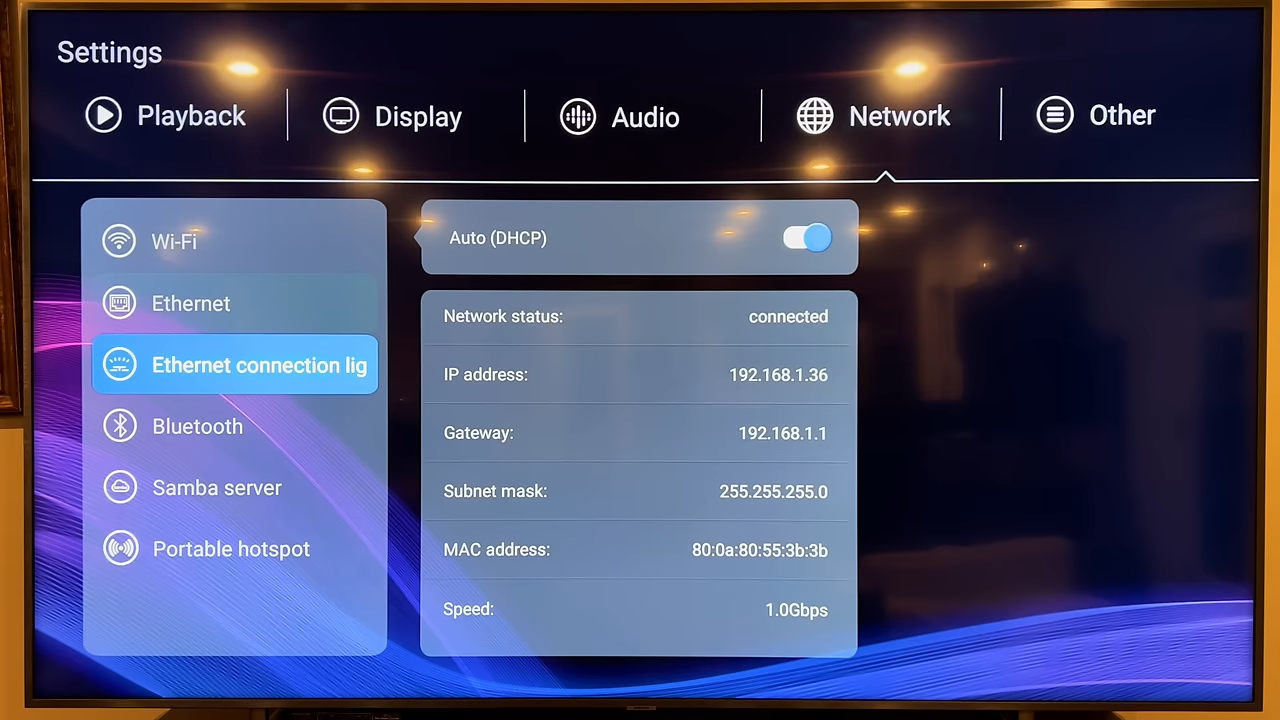 Settings
Playback
Display
Audio
Network
Other
Wi-Fi
Ethernet
Ethernet connection lig
Bluetooth
Samba server
Portable hotspot
Auto (DHCP)
Network status: connected
IP address: 192.168.1.36
Gateway: 192.168.1.1
Subnet mask: 255.255.255.0
MAC address: 80:0a:80:55:3b:3b
Speed: 1.0Gbps